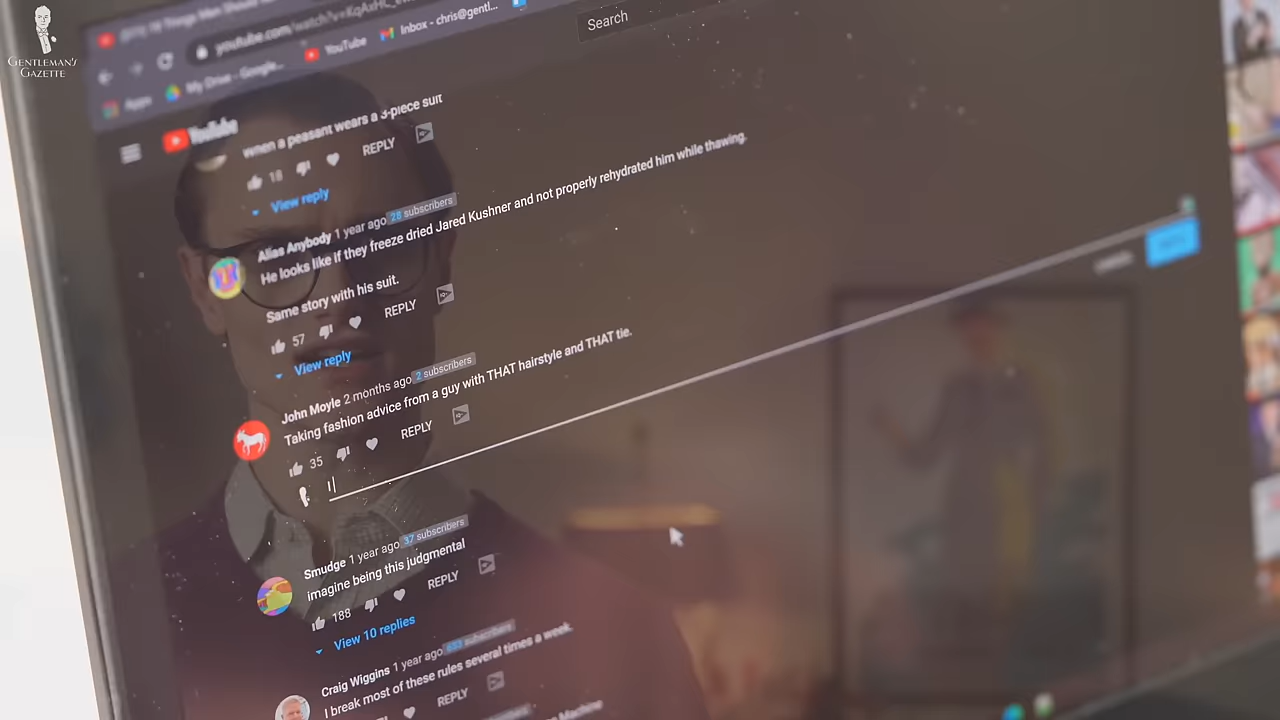 GENTLEMAN'S
GAZETTE
youtube.com/watch?v=KqAxH
Search
Apps
My Drive - Google...
YouTube
Inbox - chris@gentl...
YouTube
when a peasant wears a 3-piece suit
18
REPLY
View reply
Alias Anybody 1 year ago 28 subscribers
He looks like if they freeze dried Jared Kushner and not properly rehydrated him while thawing.
Same story with his suit.
57
REPLY
View reply
John Moyle 2 months ago 2 subscribers
Taking fashion advice from a guy with THAT hairstyle and THAT tie.
35
REPLY
Smudge 1 year ago 37 subscribers
imagine being this judgmental
188
REPLY
View 10 replies
Craig Wiggins 1 year ago subscribers
I break most of these rules several times a week.
REPLY
Machine